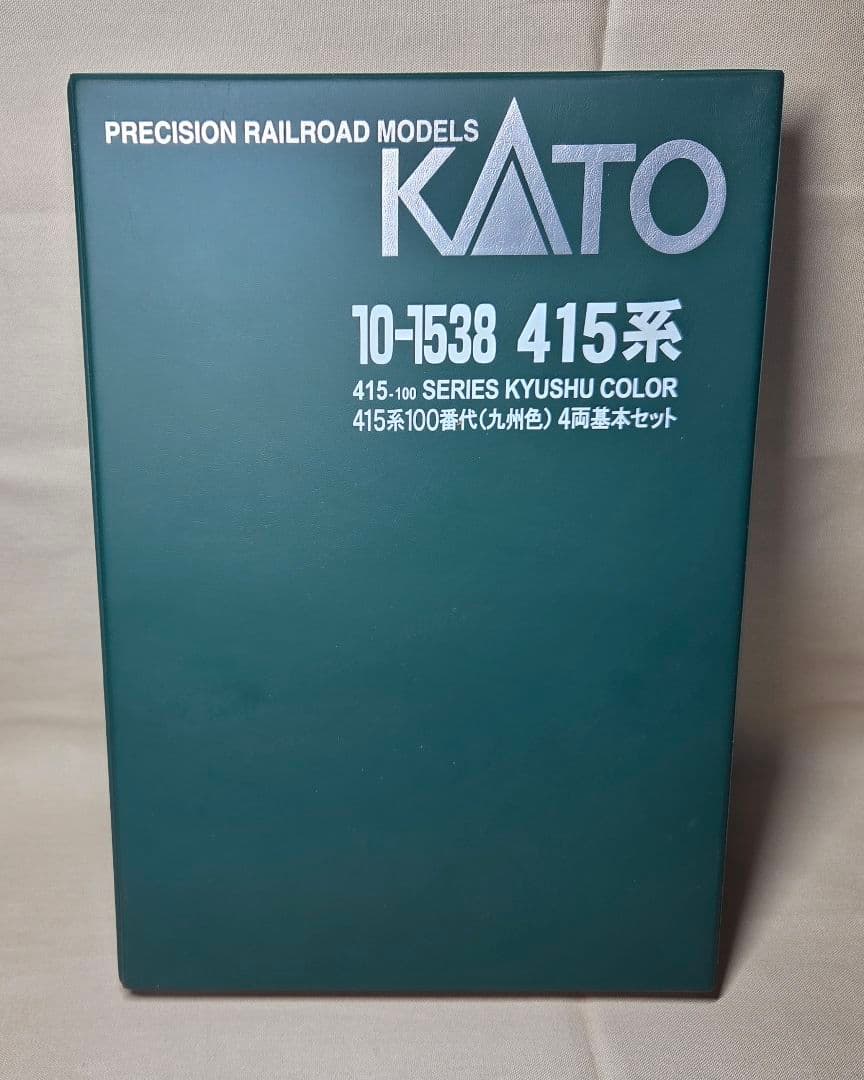 PRECISION RAILROAD MODELS
KATO
10-1538 415系
415-100 SERIES KYUSHU COLOR
415系100番代(九州色) 4両基本セット